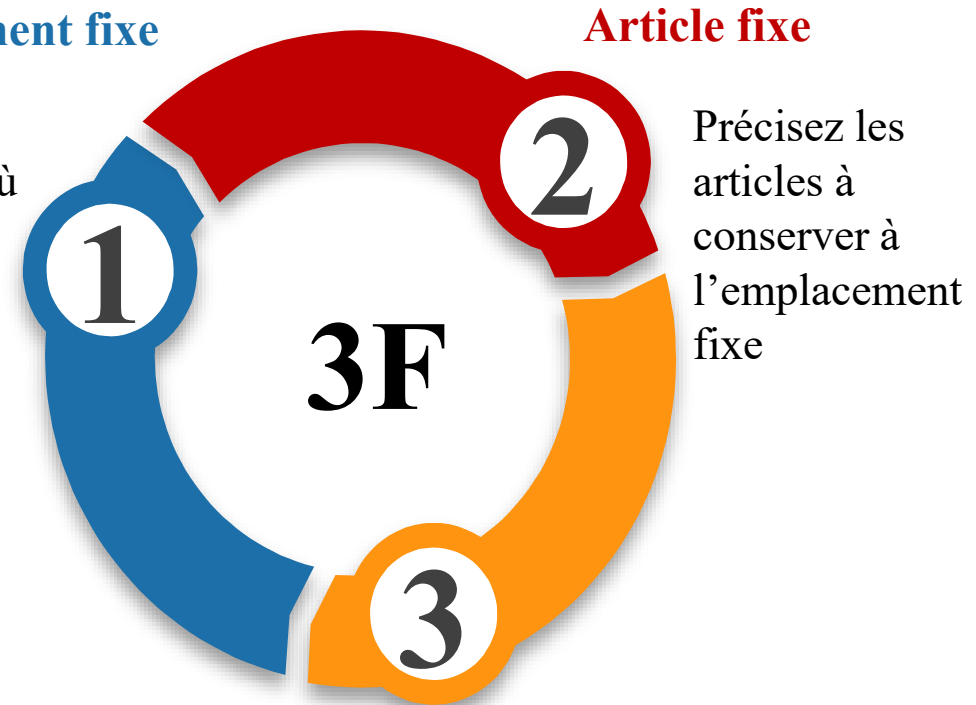 ment fixe
Article fixe
ù
Précisez les
articles à
conserver à
l’emplacement
fixe
1
2
3F
3